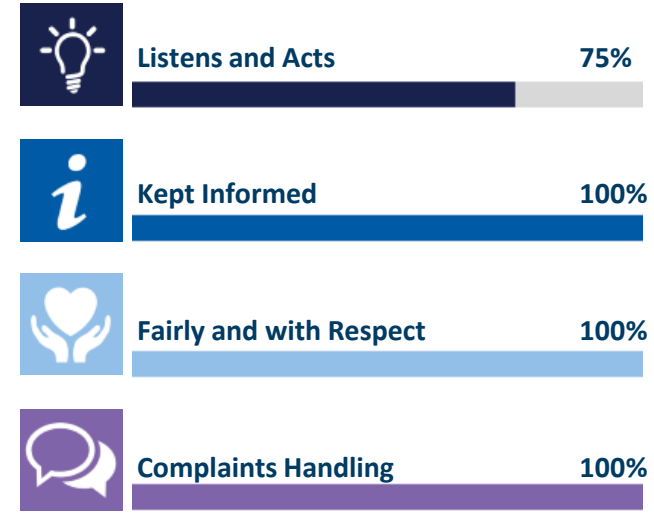 Listens and Acts 75%
Kept Informed 100%
Fairly and with Respect 100%
Complaints Handling 100%